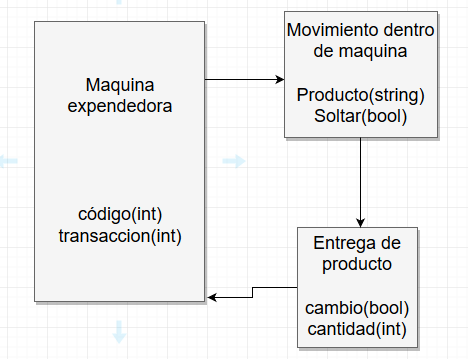 Maquina
expendedora
código(int)
transaccion(int)
Movimiento dentro
de maquina
Producto(string)
Soltar(bool)
Entrega de
producto
cambio(bool)
cantidad(int)